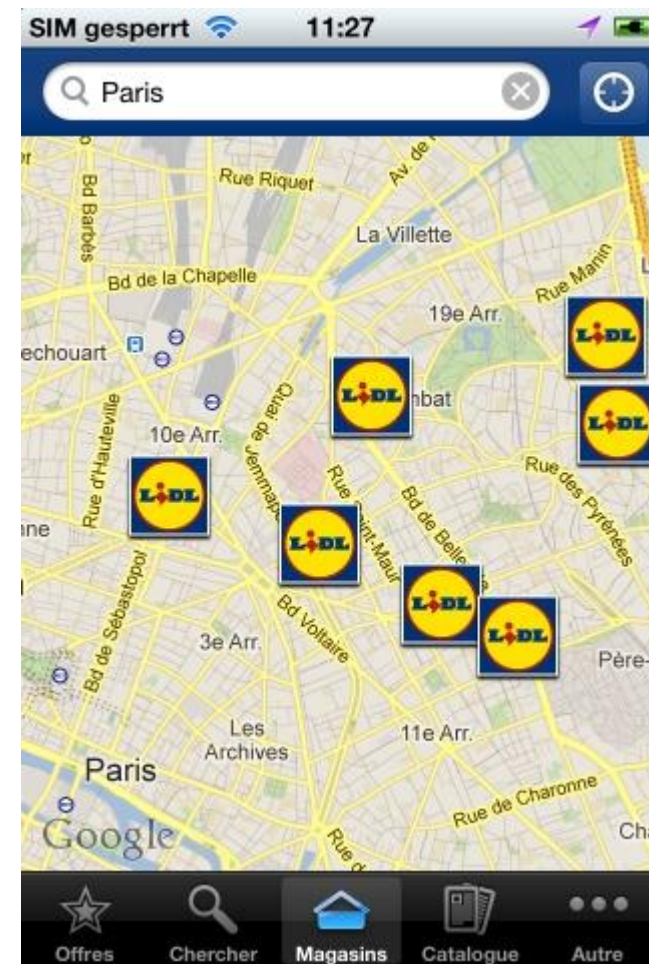 SIM gesperrt 11:27
Paris
Bd Barbès
Rue Riquet
Av. de
La Villette
Bd de la Chapelle
Rue Manin
19e Arr.
echouart
LiDL
LiDL
LiDL
mbat
Quai de Jemmape
Rue d'Hauteville
10e Arr.
LiDL
Rue des Pyrénées
Rue Saint-Maur
Bd de Belle
ne
LiDL
LiDL
LiDL
Bd Voltaire
Bd de Sébastopol
3e Arr.
Père-
Les
Archives
11e Arr.
Paris
Rue de Charonne
Google
Rue d
Ch
Offres Chercher Magasins Catalogue Autre